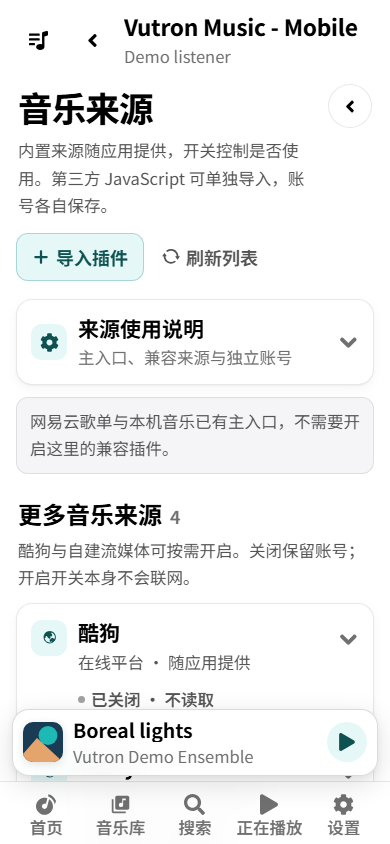 Vutron Music - Mobile
Demo listener
音乐来源
内置来源随应用提供，开关控制是否使
用。第三方 JavaScript 可单独导入，账
号各自保存。
导入插件
刷新列表
来源使用说明
主入口、兼容来源与独立账号
网易云歌单与本机音乐已有主入口，不需要开
启这里的兼容插件。
更多音乐来源 4
酷狗与自建流媒体可按需开启。关闭保留账号；
开启开关本身不会联网。
酷狗
在线平台 · 随应用提供
已关闭 · 不读取
Boreal lights
Vutron Demo Ensemble
首页
音乐库
搜索
正在播放
设置